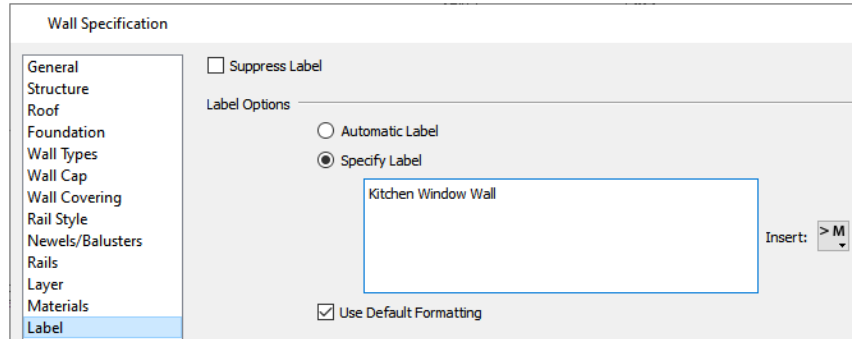 Wall Specification
General
Structure
Roof
Foundation
Wall Types
Wall Cap
Wall Covering
Rail Style
Newels/Balusters
Rails
Layer
Materials
Label
Suppress Label
Label Options
Automatic Label
Specify Label
Kitchen Window Wall
Insert: > M
Use Default Formatting